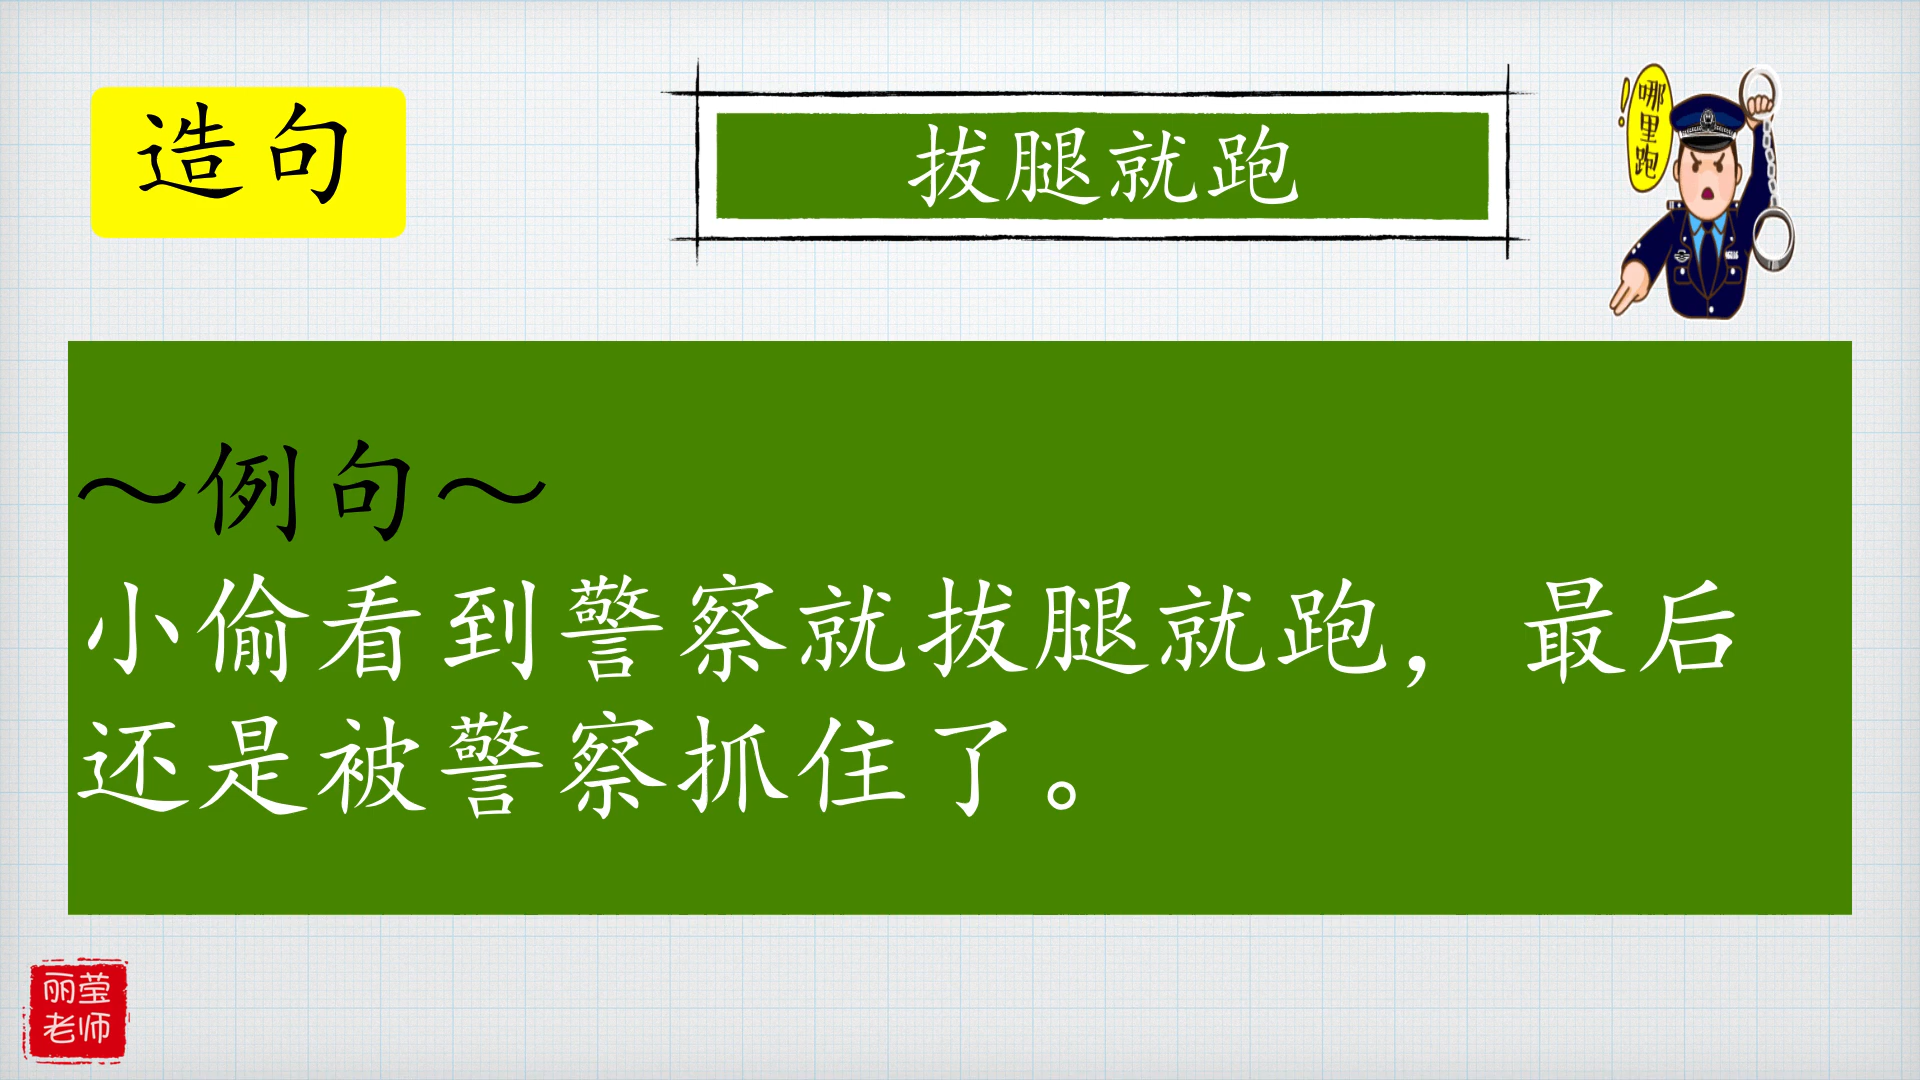 造句
拔腿就跑
哪里跑！
～例句～
小偷看到警察就拔腿就跑，最后
还是被警察抓住了。
丽莹
老师